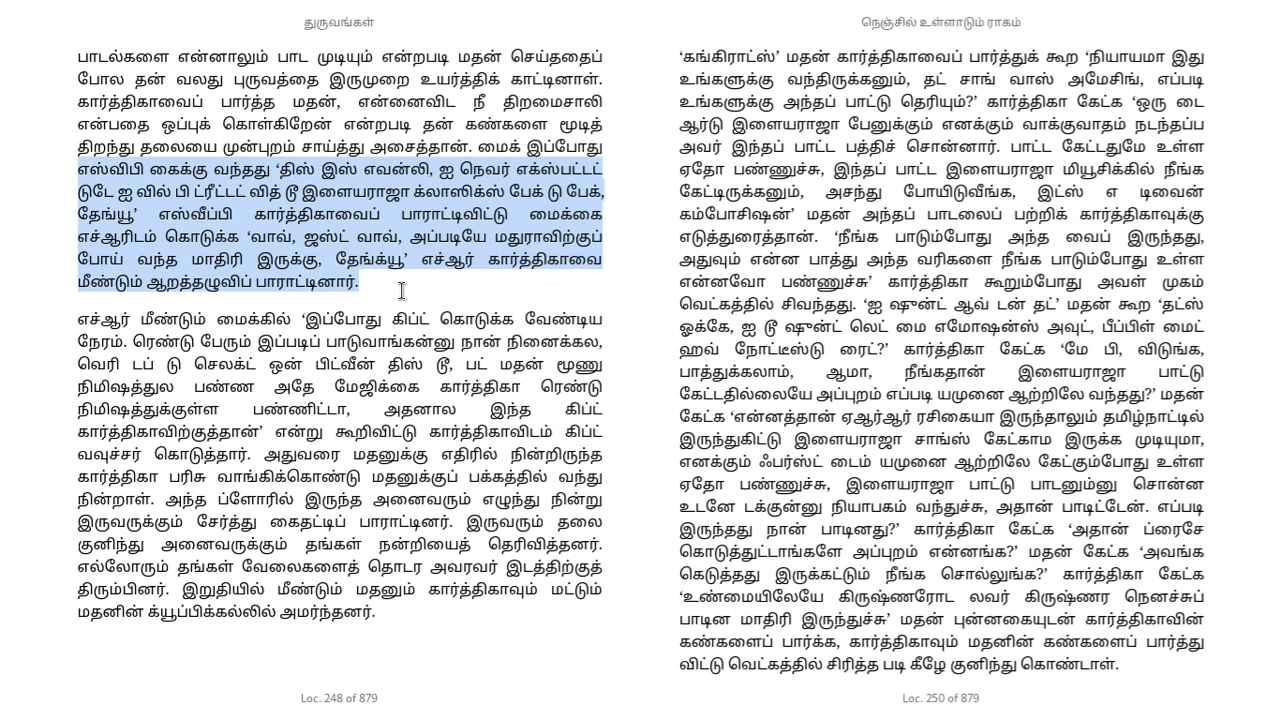 துருவங்கள்
பாடல்களை என்னாலும் பாட முடியும் என்றபடி மதன் செய்ததைப்
போல தன் வலது புருவத்தை இருமுறை உயர்த்திக் காட்டினாள்.
கார்த்திகாவைப் பார்த்த மதன், என்னைவிட நீ திறமைசாலி
என்பதை ஒப்புக் கொள்கிறேன் என்றபடி தன் கண்களை மூடித்
திறந்து தலையை முன்புறம் சாய்த்து அசைத்தான். மைக் இப்போது
எஸ்விபி கைக்கு வந்தது ‘திஸ் இஸ் எவன்லி, ஐ நெவர் எக்ஸ்பட்டட்
டுடே ஐ வில் பி ட்ரீட்டட் வித் டூ இளையராஜா க்லாஸிக்ஸ் பேக் டு பேக்,
தேங்யூ’ எஸ்வீப்பி கார்த்திகாவைப் பாராட்டிவிட்டு மைக்கை
எச்ஆரிடம் கொடுக்க ‘வாவ், ஜஸ்ட் வாவ், அப்படியே மதுராவிற்குப்
போய் வந்த மாதிரி இருக்கு, தேங்க்யூ’ எச்ஆர் கார்த்திகாவை
மீண்டும் ஆறத்தழுவிப் பாராட்டினார்.
எச்ஆர் மீண்டும் மைக்கில் ‘இப்போது கிப்ட் கொடுக்க வேண்டிய
நேரம். ரெண்டு பேரும் இப்படிப் பாடுவாங்கன்னு நான் நினைக்கல,
வெரி டப் டு செலக்ட் ஒன் பிட்வீன் திஸ் டூ, பட் மதன் மூணு
நிமிஷத்துல பண்ண அதே மேஜிக்கை கார்த்திகா ரெண்டு
நிமிஷத்துக்குள்ள பண்ணிட்டா, அதனால இந்த கிப்ட்
கார்த்திகாவிற்குத்தான்’ என்று கூறிவிட்டு கார்த்திகாவிடம் கிப்ட்
வவுச்சர் கொடுத்தார். அதுவரை மதனுக்கு எதிரில் நின்றிருந்த
கார்த்திகா பரிசு வாங்கிக்கொண்டு மதனுக்குப் பக்கத்தில் வந்து
நின்றாள். அந்த ப்ளோரில் இருந்த அனைவரும் எழுந்து நின்று
இருவருக்கும் சேர்த்து கைதட்டிப் பாராட்டினர். இருவரும் தலை
குனிந்து அனைவருக்கும் தங்கள் நன்றியைத் தெரிவித்தனர்.
எல்லோரும் தங்கள் வேலைகளைத் தொடர அவரவர் இடத்திற்குத்
திரும்பினர். இறுதியில் மீண்டும் மதனும் கார்த்திகாவும் மட்டும்
மதனின் க்யூப்பிக்கல்லில் அமர்ந்தனர்.
Loc. 248 of 879
நெஞ்சில் உள்ளாடும் ராகம்
‘கங்கிராட்ஸ்’ மதன் கார்த்திகாவைப் பார்த்துக் கூற ‘நியாயமா இது
உங்களுக்கு வந்திருக்கனும், தட் சாங் வாஸ் அமேசிங், எப்படி
உங்களுக்கு அந்தப் பாட்டு தெரியும்?’ கார்த்திகா கேட்க ‘ஒரு டை
ஆர்டு இளையராஜா பேனுக்கும் எனக்கும் வாக்குவாதம் நடந்தப்ப
அவர் இந்தப் பாட்ட பத்திச் சொன்னார். பாட்ட கேட்டதுமே உள்ள
ஏதோ பண்ணுச்சு, இந்தப் பாட்ட இளையராஜா மியூசிக்கில் நீங்க
கேட்டிருக்கனும், அசந்து போயிடுவீங்க, இட்ஸ் எ டிவைன்
கம்போசிஷன்’ மதன் அந்தப் பாடலைப் பற்றிக் கார்த்திகாவுக்கு
எடுத்துரைத்தான். ‘நீங்க பாடும்போது அந்த வைப் இருந்தது,
அதுவும் என்ன பாத்து அந்த வரிகளை நீங்க பாடும்போது உள்ள
என்னவோ பண்ணுச்சு’ கார்த்திகா கூறும்போது அவள் முகம்
வெட்கத்தில் சிவந்தது. ‘ஐ ஷுன்ட் ஆவ் டன் தட்’ மதன் கூற ‘தட்ஸ்
ஓக்கே, ஐ டூ ஷுன்ட் லெட் மை எமோஷன்ஸ் அவுட், பீப்பிள் மைட்
ஹவ் நோட்டீஸ்டு ரைட்?’ கார்த்திகா கேட்க ‘மே பி, விடுங்க,
பாத்துக்கலாம், ஆமா, நீங்கதான் இளையராஜா பாட்டு
கேட்டதில்லையே அப்புறம் எப்படி யமுனை ஆற்றிலே வந்தது?’ மதன்
கேட்க ‘என்னத்தான் ஏஆர்ஆர் ரசிகையா இருந்தாலும் தமிழ்நாட்டில்
இருந்துகிட்டு இளையராஜா சாங்ஸ் கேட்காம இருக்க முடியுமா,
எனக்கும் ஃபர்ஸ்ட் டைம் யமுனை ஆற்றிலே கேட்கும்போது உள்ள
ஏதோ பண்ணுச்சு, இளையராஜா பாட்டு பாடனும்னு சொன்ன
உடனே டக்குன்னு நியாபகம் வந்துச்சு, அதான் பாடிட்டேன். எப்படி
இருந்தது நான் பாடினது?’ கார்த்திகா கேட்க ‘அதான் ப்ரைசே
கொடுத்துட்டாங்களே அப்புறம் என்னங்க?’ மதன் கேட்க ‘அவங்க
கெடுத்தது இருக்கட்டும் நீங்க சொல்லுங்க?’ கார்த்திகா கேட்க
‘உண்மையிலேயே கிருஷ்ணரோட லவர் கிருஷ்ணர நெனச்சுப்
பாடின மாதிரி இருந்துச்சு’ மதன் புன்னகையுடன் கார்த்திகாவின்
கண்களைப் பார்க்க, கார்த்திகாவும் மதனின் கண்களைப் பார்த்து
விட்டு வெட்கத்தில் சிரித்த படி கீழே குனிந்து கொண்டாள்.
Loc. 250 of 879